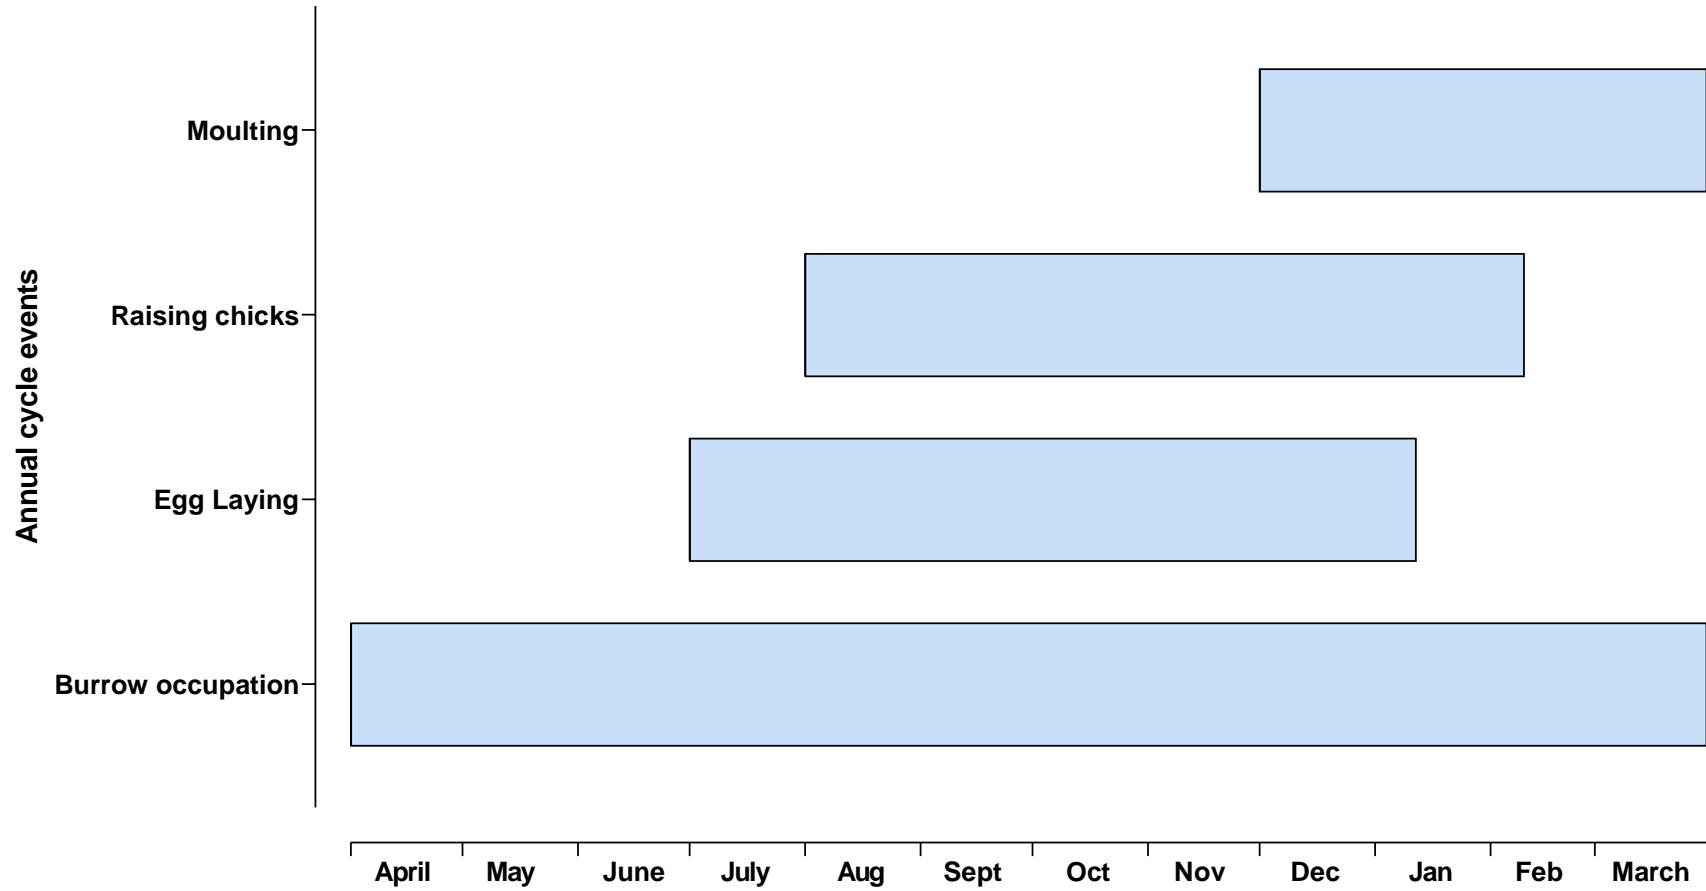 Annual cycle events
Moulting
Raising chicks
Egg Laying
Burrow occupation
April May June July Aug Sept Oct Nov Dec Jan Feb March